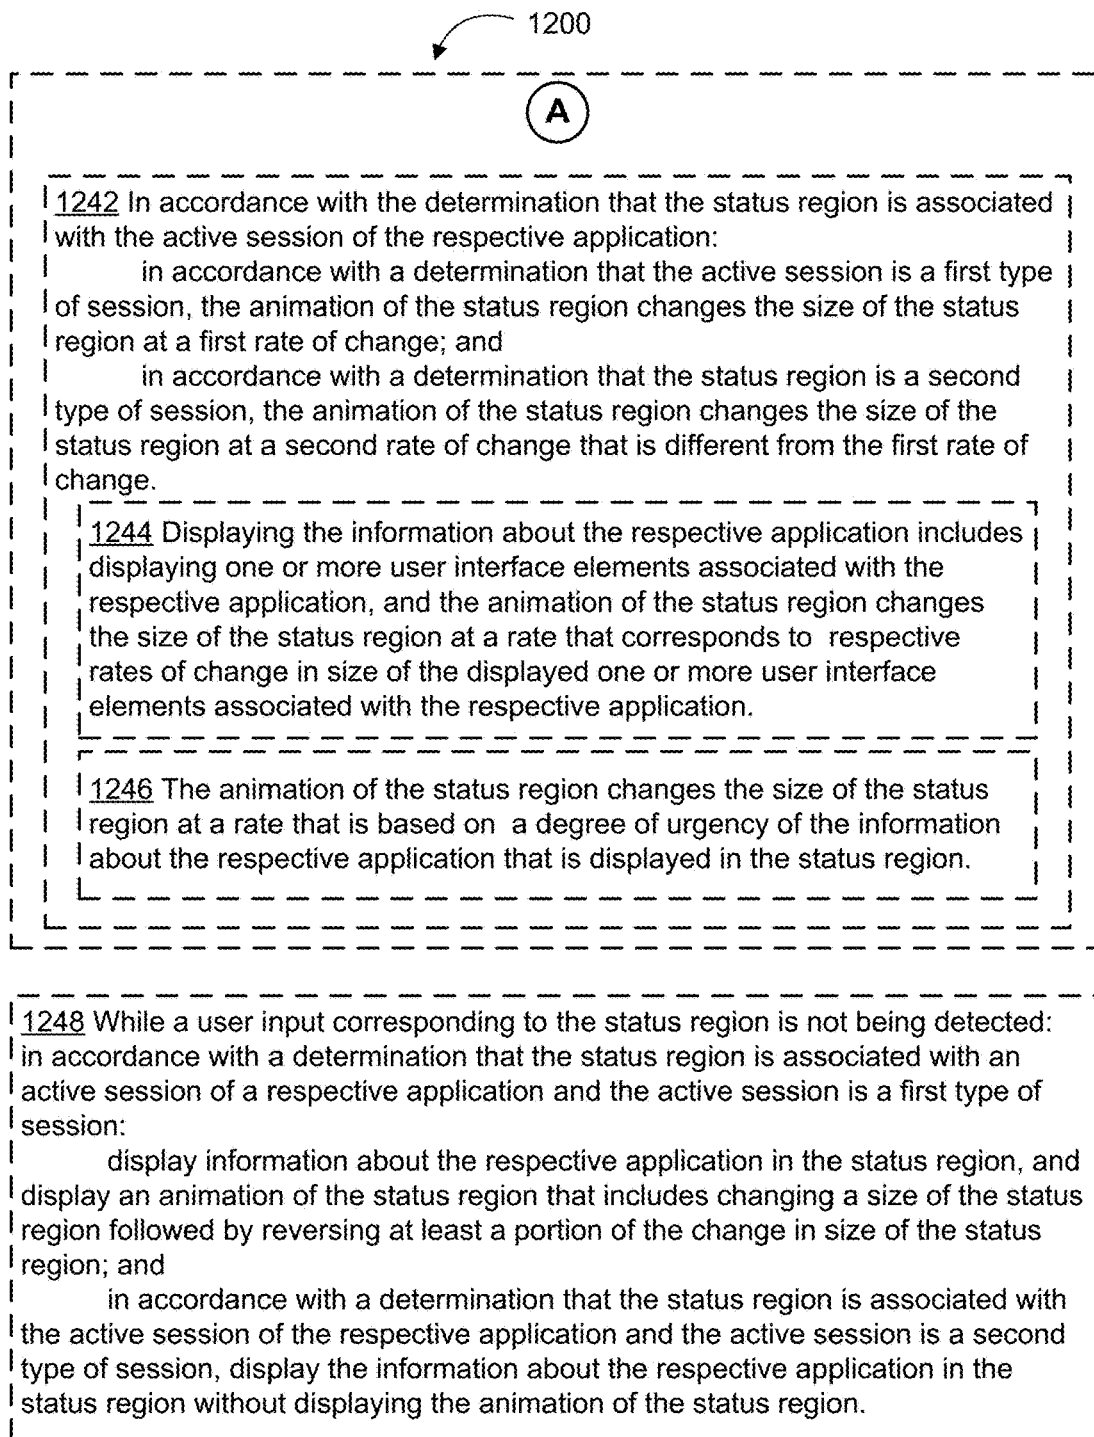 1200
A
1242 In accordance with the determination that the status region is associated
with the active session of the respective application:
in accordance with a determination that the active session is a first type
of session, the animation of the status region changes the size of the status
region at a first rate of change; and
in accordance with a determination that the status region is a second
type of session, the animation of the status region changes the size of the
status region at a second rate of change that is different from the first rate of
change.
1244 Displaying the information about the respective application includes
displaying one or more user interface elements associated with the
respective application, and the animation of the status region changes
the size of the status region at a rate that corresponds to respective
rates of change in size of the displayed one or more user interface
elements associated with the respective application.
1246 The animation of the status region changes the size of the status
region at a rate that is based on a degree of urgency of the information
about the respective application that is displayed in the status region.
1248 While a user input corresponding to the status region is not being detected:
in accordance with a determination that the status region is associated with an
active session of a respective application and the active session is a first type of
session:
display information about the respective application in the status region, and
display an animation of the status region that includes changing a size of the status
region followed by reversing at least a portion of the change in size of the status
region; and
in accordance with a determination that the status region is associated with
the active session of the respective application and the active session is a second
type of session, display the information about the respective application in the
status region without displaying the animation of the status region.